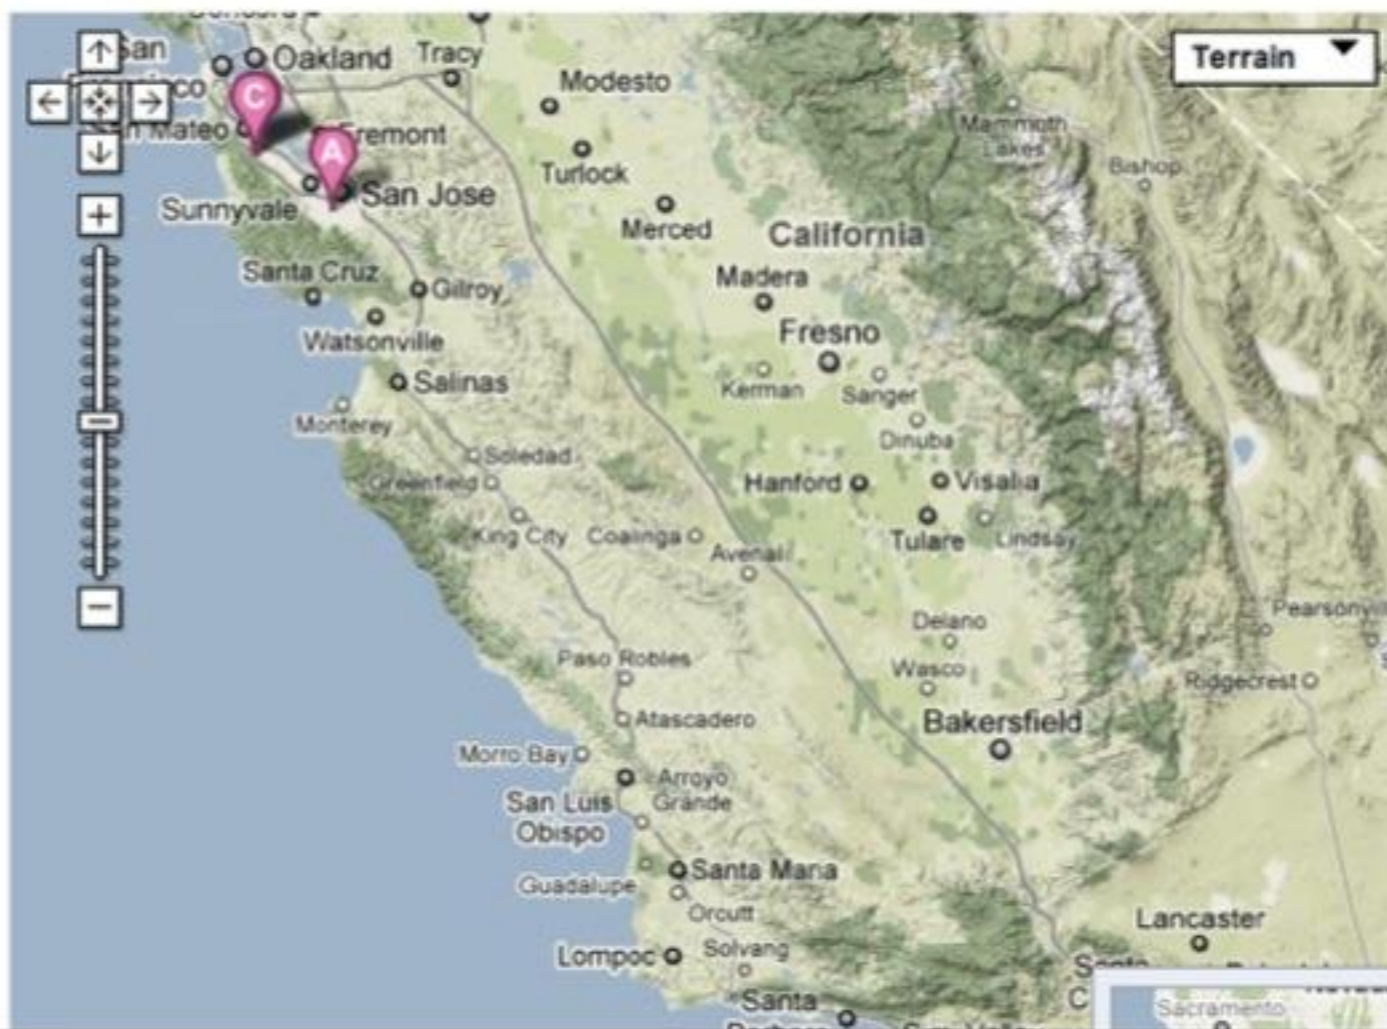 San
Oakland
Tracy
Terrain
Modesto
C
Mateo
Fremont
Mammoth
Lakes
A
Turlock
Bishop
San Jose
Sunnyvale
Merced
California
Santa Cruz
Madera
Gilroy
Fresno
Watsonville
Salinas
Kerman
Sanger
Monterey
Dinuba
Soledad
Greenfield
Hanford
Visalia
King City
Coalinga
Avenal
Tulare
Lindsay
Delano
Paso Robles
Wasco
Ridgecrest
Atascadero
Bakersfield
Morro Bay
Arroyo
Grande
San Luis
Obispo
Santa Maria
Guadalupe
Orcutt
Lancaster
Lompoc
Solvang
Santa
Sacramento